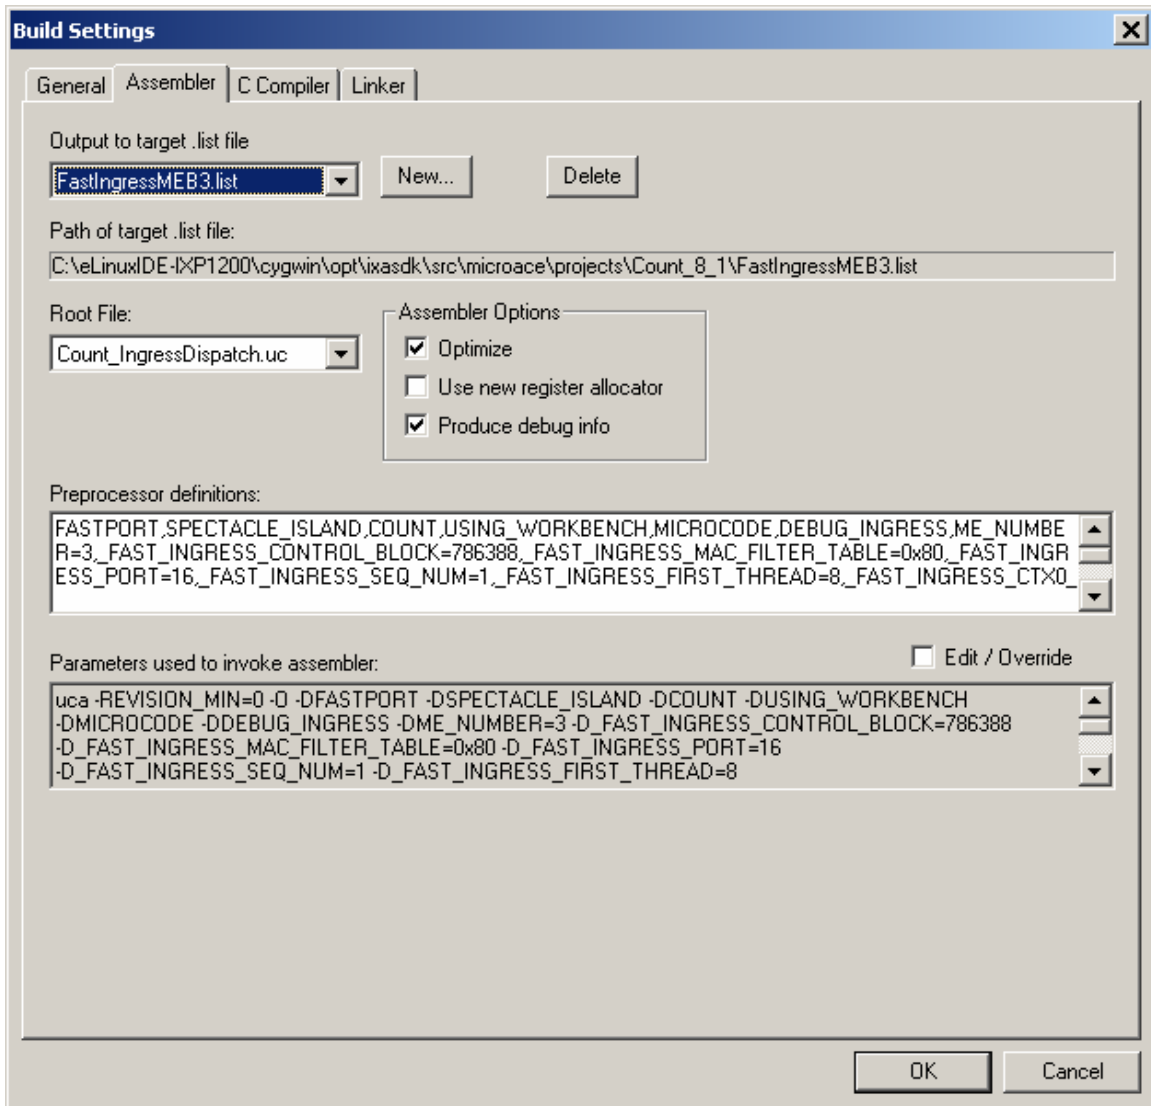 Build Settings
General Assembler C Compiler Linker
Output to target .list file
FastIngressMEB3.list New... Delete
Path of target .list file:
C:\eLinuxIDE-IXP1200\cygwin\opt\ixasdk\src\microace\projects\Count_8_1\FastIngressMEB3.list
Root File:
Count_IngressDispatch.uc
Assembler Options
Optimize
Use new register allocator
Produce debug info
Preprocessor definitions:
FASTPORT,SPECTACLE_ISLAND,COUNT,USING_WORKBENCH,MICROCODE,DEBUG_INGRESS,ME_NUMBE
R=3,_FAST_INGRESS_CONTROL_BLOCK=786388,_FAST_INGRESS_MAC_FILTER_TABLE=0x80,_FAST_INGR
ESS_PORT=16,_FAST_INGRESS_SEQ_NUM=1,_FAST_INGRESS_FIRST_THREAD=8,_FAST_INGRESS_CTX0_
Parameters used to invoke assembler:
Edit / Override
uca -REVISION_MIN=0 -O -DFASTPORT -DSPECTACLE_ISLAND -DCOUNT -DUSING_WORKBENCH
-DMICROCODE -DDEBUG_INGRESS -DME_NUMBER=3 -D_FAST_INGRESS_CONTROL_BLOCK=786388
-D_FAST_INGRESS_MAC_FILTER_TABLE=0x80 -D_FAST_INGRESS_PORT=16
-D_FAST_INGRESS_SEQ_NUM=1 -D_FAST_INGRESS_FIRST_THREAD=8
OK Cancel